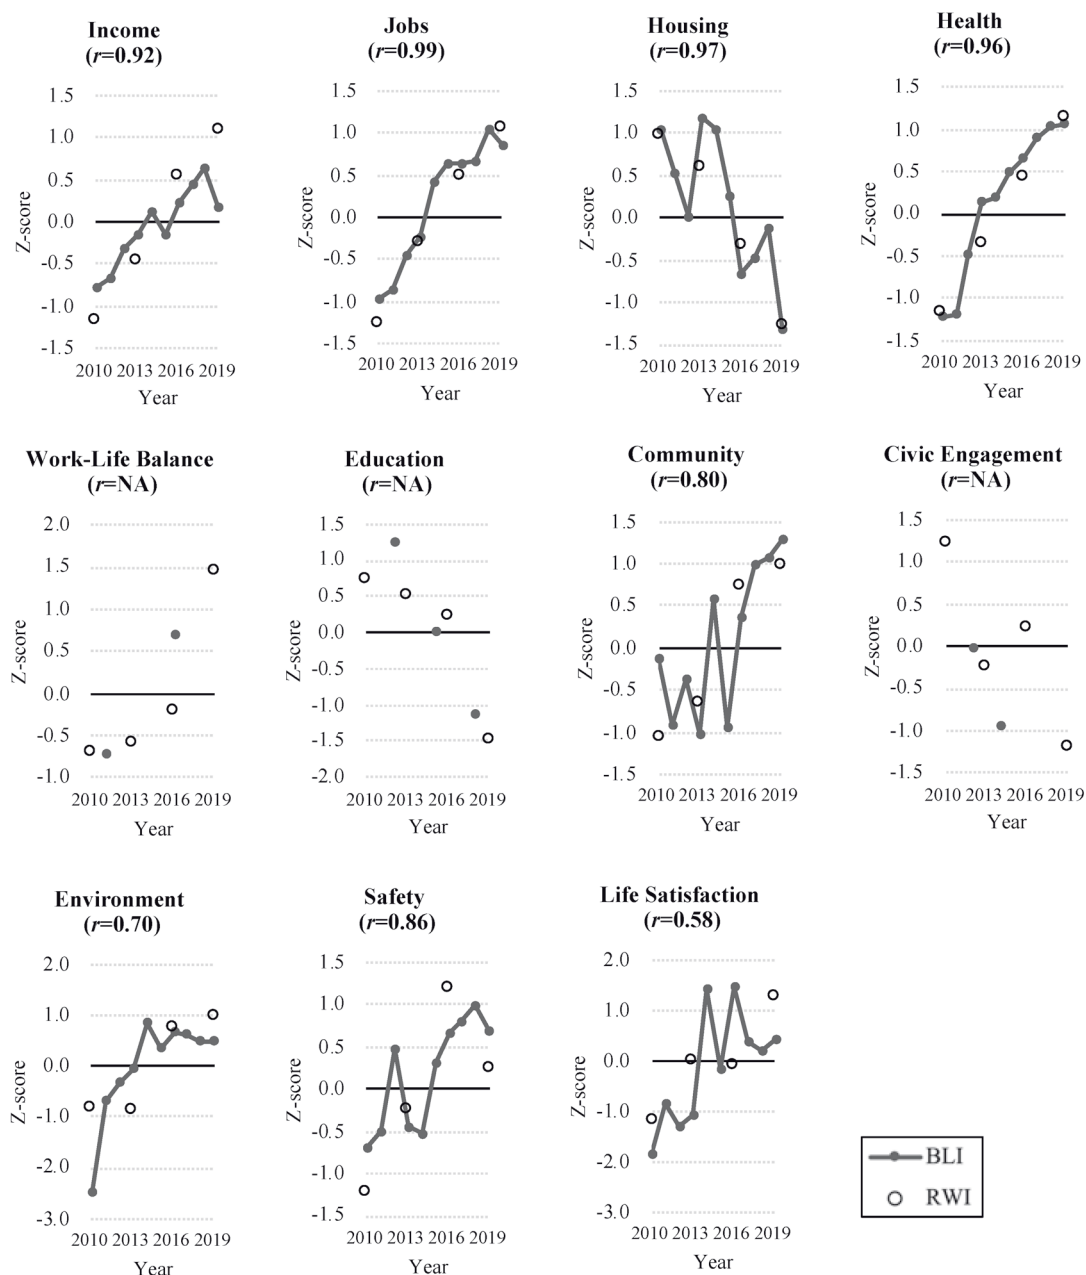 Income
(r=0.92)
1.5
1.0
0.5
0.0
-0.5
-1.0
-1.5
Z-score
2010 2013 2016 2019
Year
Jobs
(r=0.99)
1.5
1.0
0.5
0.0
-0.5
-1.0
-1.5
Z-score
2010 2013 2016 2019
Year
Housing
(r=0.97)
1.5
1.0
0.5
0.0
-0.5
-1.0
-1.5
Z-score
2010 2013 2016 2019
Year
Health
(r=0.96)
1.5
1.0
0.5
0.0
-0.5
-1.0
-1.5
Z-score
2010 2013 2016 2019
Year
Work-Life Balance
(r=NA)
2.0
1.5
1.0
0.5
0.0
-0.5
-1.0
Z-score
2010 2013 2016 2019
Year
Education
(r=NA)
1.5
1.0
0.5
0.0
-0.5
-1.0
-1.5
-2.0
Z-score
2010 2013 2016 2019
Year
Community
(r=0.80)
1.5
1.0
0.5
0.0
-0.5
-1.0
-1.5
Z-score
2010 2013 2016 2019
Year
Civic Engagement
(r=NA)
1.5
1.0
0.5
0.0
-0.5
-1.0
-1.5
Z-score
2010 2013 2016 2019
Year
Environment
(r=0.70)
2.0
1.0
0.0
-1.0
-2.0
-3.0
Z-score
2010 2013 2016 2019
Year
Safety
(r=0.86)
1.5
1.0
0.5
0.0
-0.5
-1.0
-1.5
Z-score
2010 2013 2016 2019
Year
Life Satisfaction
(r=0.58)
2.0
1.0
0.0
-1.0
-2.0
-3.0
Z-score
2010 2013 2016 2019
Year
BLI
RWI